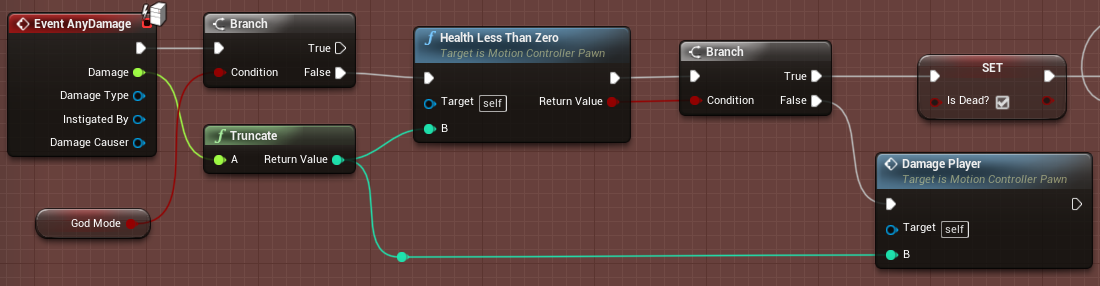 Event AnyDamage
Damage
Damage Type
Instigated By
Damage Causer
Branch
True
Condition
False
f Truncate
A
Return Value
God Mode
f Health Less Than Zero
Target is Motion Controller Pawn
Target self
Return Value
B
Branch
True
Condition
False
SET
Is Dead?
Damage Player
Target is Motion Controller Pawn
Target self
B